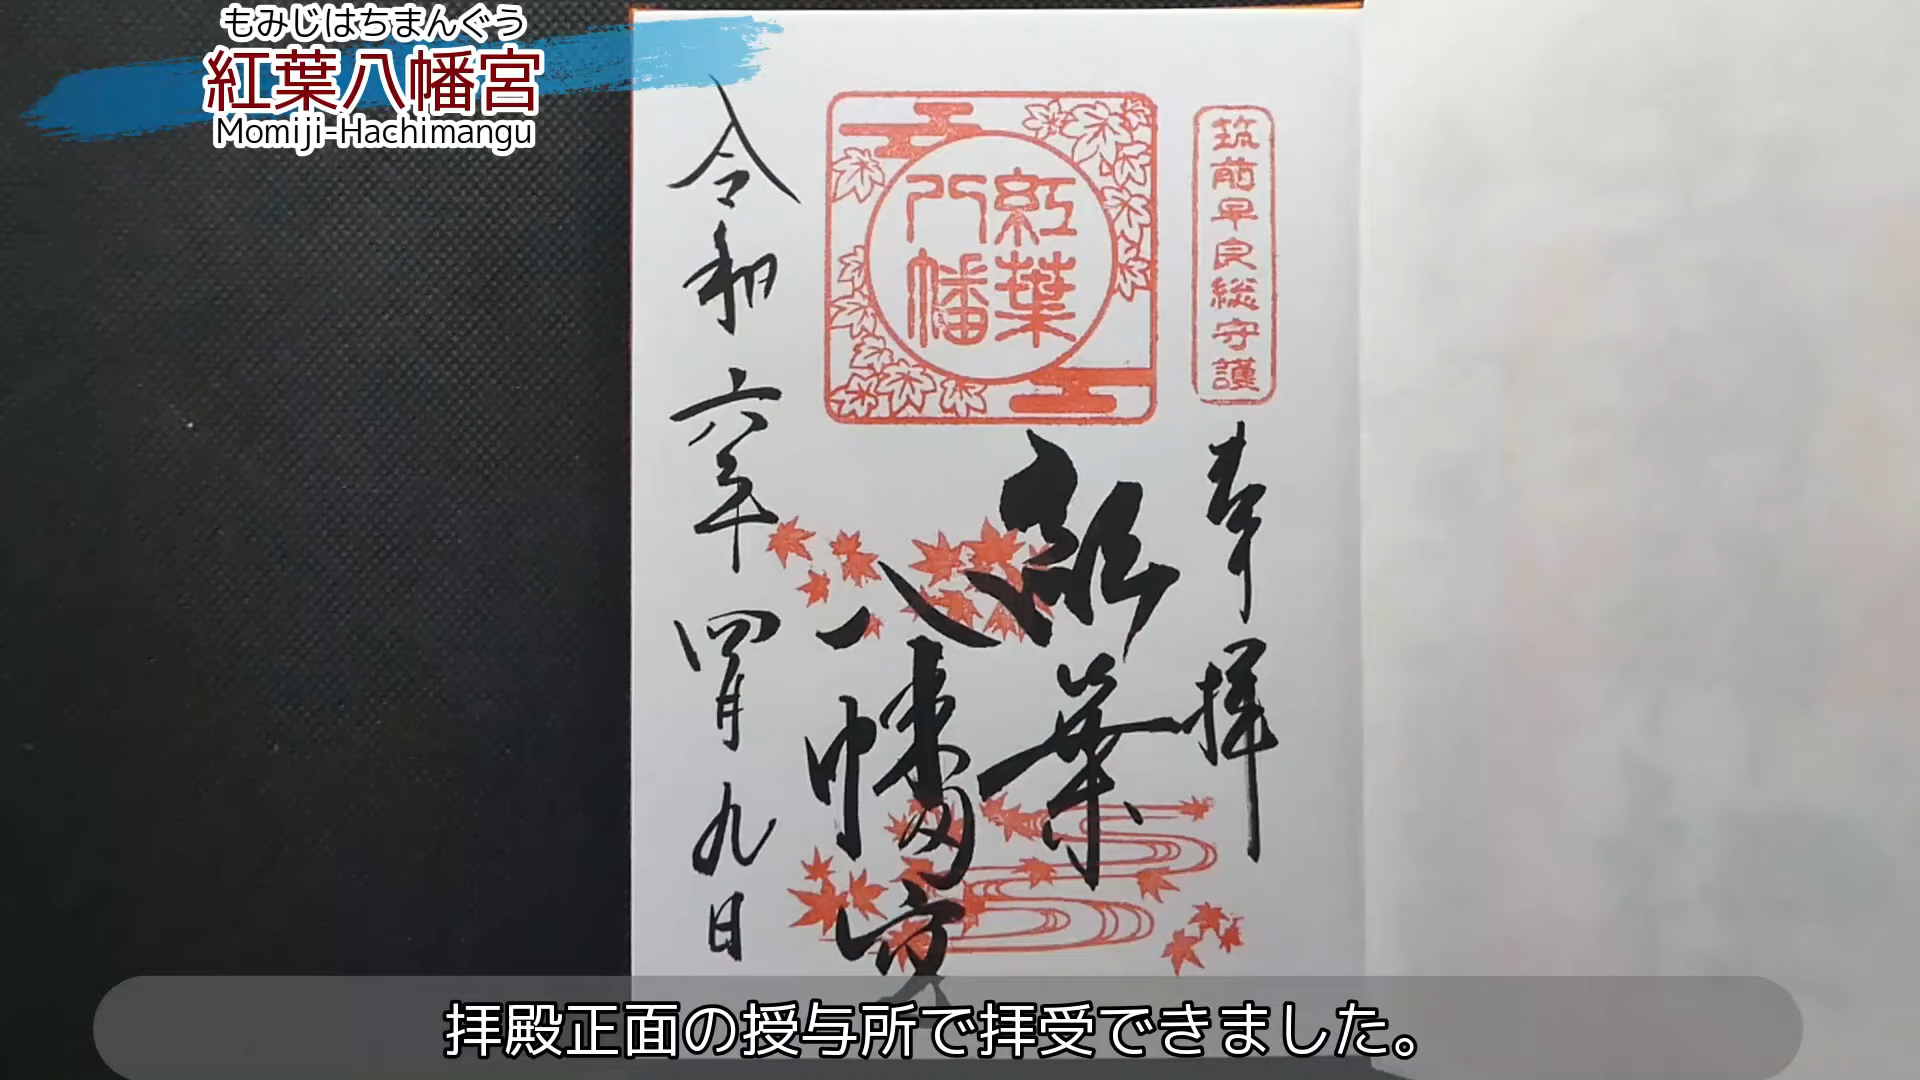 もみじはちまんぐう
紅葉八幡宮
Momiji-Hachimangu
筑前早良総守護
奉拝
紅葉
八幡
紅葉
八幡宮
令和六年四月九日
拝殿正面の授与所で拝受できました。